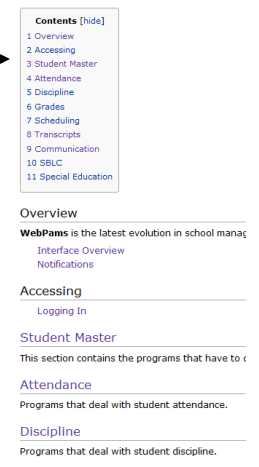 Contents [hide]
1 Overview
2 Accessing
3 Student Master
4 Attendance
5 Discipline
6 Grades
7 Scheduling
8 Transcripts
9 Communication
10 SBLC
11 Special Education
Overview
WebPams is the latest evolution in school
Interface Overview
Notifications
Accessing
Logging In
Student Master
This section contains the programs that have to
Attendance
Programs that deal with student attendance.
Discipline
Programs that deal with student discipline.